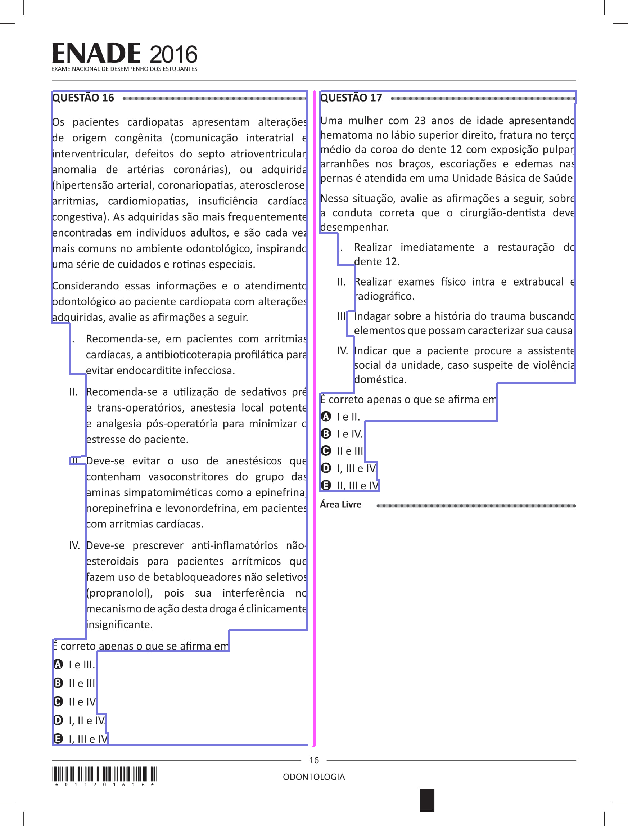 ENADE 2016
EXAME NACIONAL DE DESEMPENHO DOS ESTUDANTES
QUESTÃO 16
Os pacientes cardiopatas apresentam alterações
de origem congênita (comunicação interatrial e
interventricular, defeitos do septo atrioventricular,
anomalia de artérias coronárias), ou adquirida
(hipertensão arterial, coronariopatias, aterosclerose,
arritmias, cardiomiopatias, insuficiência cardíaca
congestiva). As adquiridas são mais frequentemente
encontradas em indivíduos adultos, e são cada vez
mais comuns no ambiente odontológico, inspirando
uma série de cuidados e rotinas especiais.
Considerando essas informações e o atendimento
odontológico ao paciente cardiopata com alterações
adquiridas, avalie as afirmações a seguir.
I. Recomenda-se, em pacientes com arritmias
cardíacas, a antibioticoterapia profilática para
evitar endocarditite infecciosa.
II. Recomenda-se a utilização de sedativos pré
e trans-operatórios, anestesia local potente
e analgesia pós-operatória para minimizar o
estresse do paciente.
III. Deve-se evitar o uso de anestésicos que
contenham vasoconstritores do grupo das
aminas simpatomiméticas como a epinefrina,
norepinefrina e levonordefrina, em pacientes
com arritmias cardíacas.
IV. Deve-se prescrever anti-inflamatórios não-
esteroidais para pacientes arrítmicos que
fazem uso de betabloqueadores não seletivos
(propranolol), pois sua interferência no
mecanismo de ação desta droga é clinicamente
insignificante.
É correto apenas o que se afirma em
A I e III.
B II e III.
C II e IV.
D I, II e IV.
E I, III e IV.
QUESTÃO 17
Uma mulher com 23 anos de idade apresentando
hematoma no lábio superior direito, fratura no terço
médio da coroa do dente 12 com exposição pulpar,
arranhões nos braços, escoriações e edemas nas
pernas é atendida em uma Unidade Básica de Saúde.
Nessa situação, avalie as afirmações a seguir, sobre
a conduta correta que o cirurgião-dentista deve
desempenhar.
I. Realizar imediatamente a restauração do
dente 12.
II. Realizar exames físico intra e extrabucal e
radiográfico.
III. Indagar sobre a história do trauma buscando
elementos que possam caracterizar sua causa.
IV. Indicar que a paciente procure a assistente
social da unidade, caso suspeite de violência
doméstica.
É correto apenas o que se afirma em
A I e II.
B I e IV.
C II e III.
D I, III e IV.
E II, III e IV.
Área Livre
16
ODONTOLOGIA